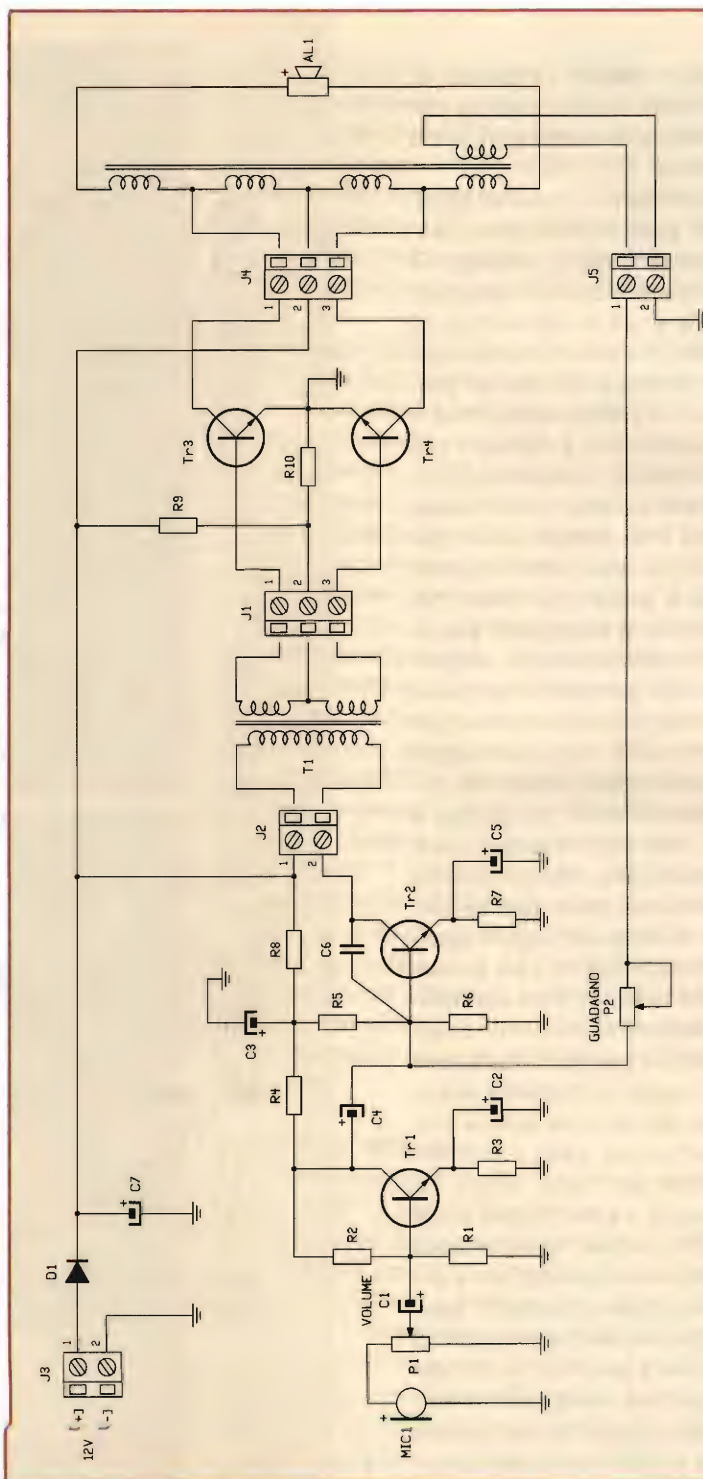 J3
[+]
[-]
12V
1
2
D1
C7
+
MIC1
+
P1
VOLUME
C1
+
R2
R1
Tr1
R3
C2
+
R4
C4
+
C3
+
R5
R6
R8
C6
Tr2
R7
C5
+
GUADAGNO
P2
J2
1
2
T1
J1
1
2
3
R9
R10
Tr3
Tr4
J4
1
2
3
J5
1
2
AL1
+